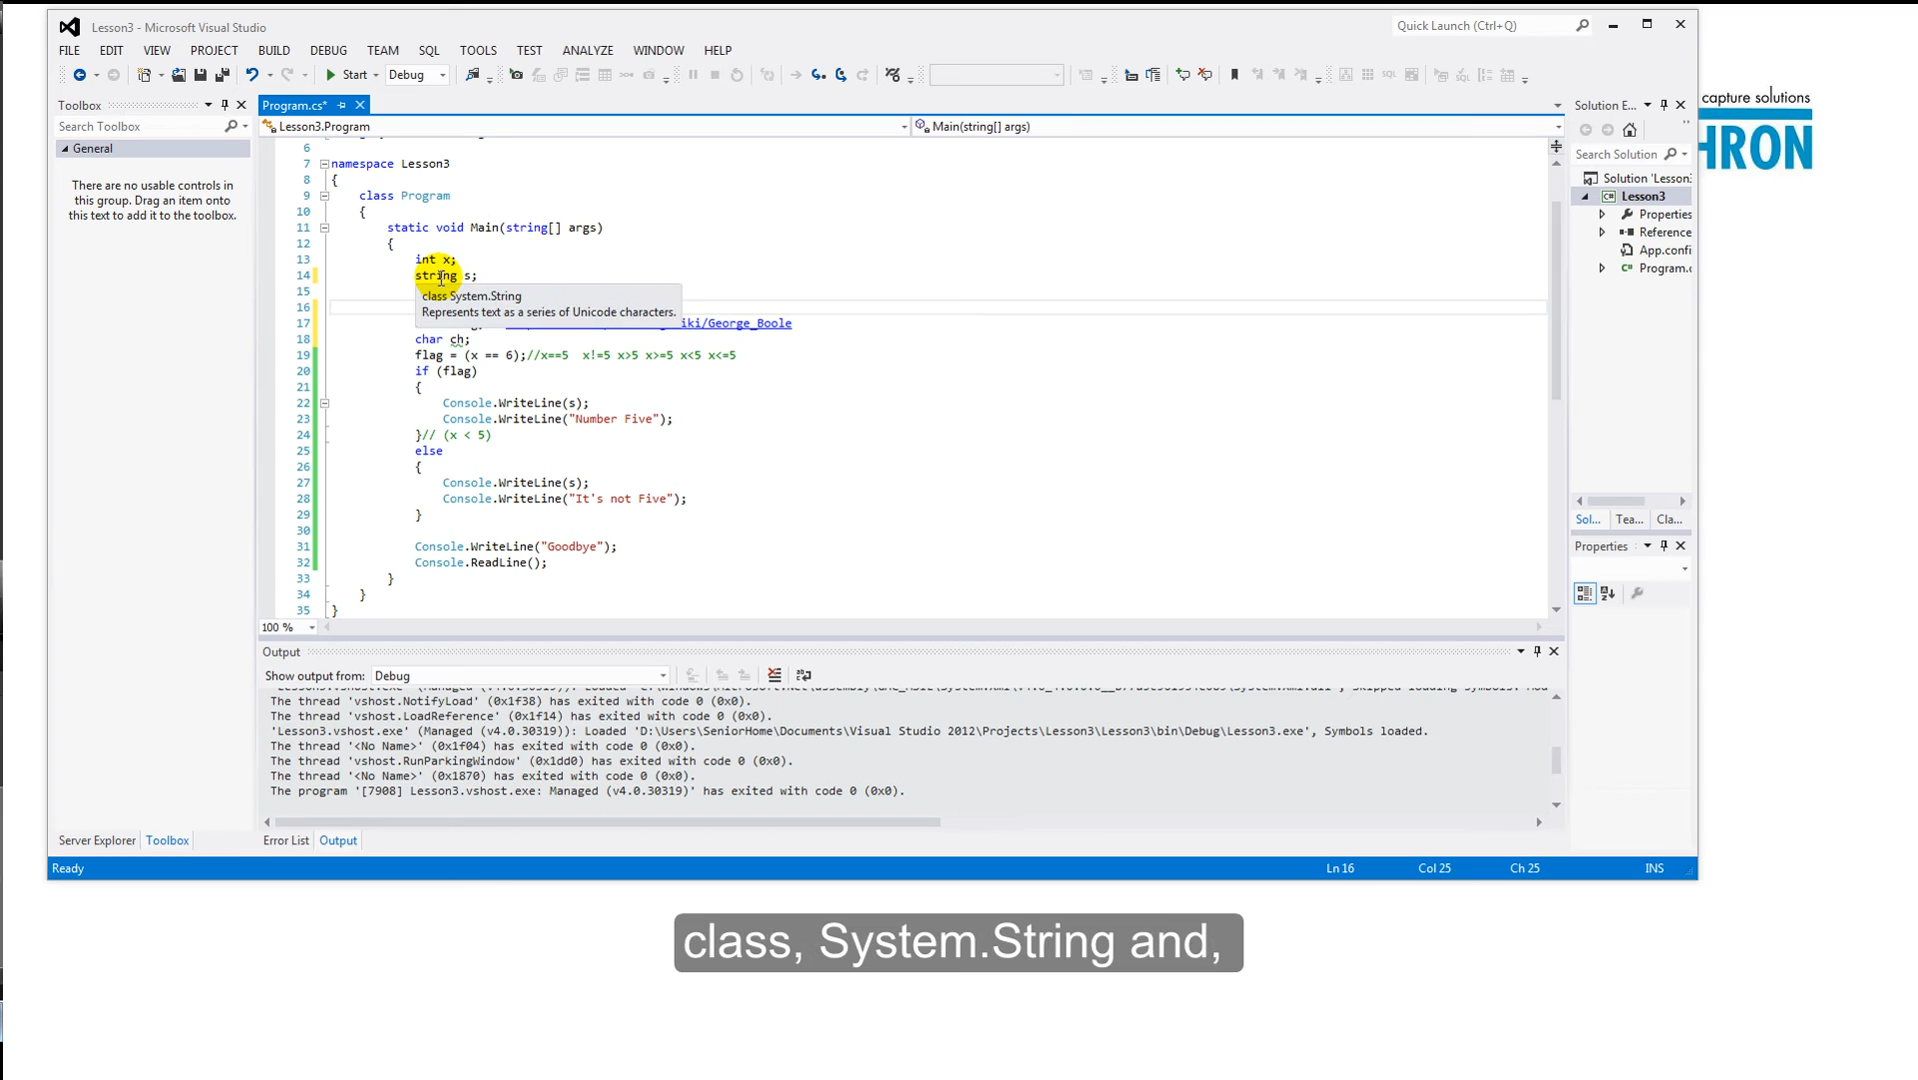 Lesson3 - Microsoft Visual Studio
Quick Launch (Ctrl+Q)
FILE EDIT VIEW PROJECT BUILD DEBUG TEAM SQL TOOLS TEST ANALYZE WINDOW HELP
Start Debug
Toolbox
Search Toolbox
General
There are no usable controls in
this group. Drag an item onto
this text to add it to the toolbox.
Program.cs*
Lesson3.Program
Main(string[] args)
6
7 namespace Lesson3
8 {
9 class Program
10 {
11 static void Main(string[] args)
12 {
13 int x;
14 string s;
15
class System.String
16
Represents text as a series of Unicode characters.
17 iki/George_Boole
18 char ch;
19 flag = (x == 6);//x==5  x!=5 x>5 x>=5 x<5 x<=5
20 if (flag)
21 {
22 Console.WriteLine(s);
23 Console.WriteLine("Number Five");
24 }// (x < 5)
25 else
26 {
27 Console.WriteLine(s);
28 Console.WriteLine("It's not Five");
29 }
30
31 Console.WriteLine("Goodbye");
32 Console.ReadLine();
33 }
34 }
35 }
100 %
Output
Show output from: Debug
The thread 'vshost.NotifyLoad' (0x1f38) has exited with code 0 (0x0).
The thread 'vshost.LoadReference' (0x1f14) has exited with code 0 (0x0).
'Lesson3.vshost.exe' (Managed (v4.0.30319)): Loaded 'D:\Users\SeniorHome\Documents\Visual Studio 2012\Projects\Lesson3\Lesson3\bin\Debug\Lesson3.exe', Symbols loaded.
The thread '<No Name>' (0x1f04) has exited with code 0 (0x0).
The thread 'vshost.RunParkingWindow' (0x1dd0) has exited with code 0 (0x0).
The thread '<No Name>' (0x1870) has exited with code 0 (0x0).
The program '[7908] Lesson3.vshost.exe: Managed (v4.0.30319)' has exited with code 0 (0x0).
Server Explorer Toolbox
Error List Output
Solution E...
Search Solution
Solution 'Lesson
Lesson3
Properties
Reference
App.confi
Program.c
Sol... Tea... Cla...
Properties
Ready
Ln 16 Col 25 Ch 25 INS
capture solutions
HRON
class, System.String and,